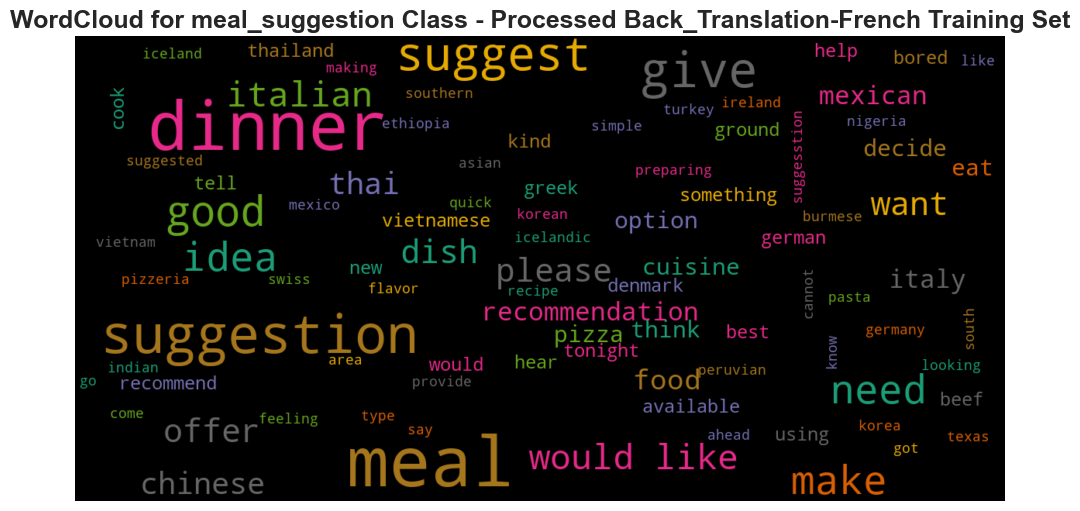 WordCloud for meal_suggestion Class - Processed Back_Translation-French Training Set
iceland
thailand
suggest
give
help
bored
like
making
italian
cook
southern
dinner
ethiopia
turkey
ireland
mexican
simple
ground
nigeria
suggesstion
kind
decide
suggested
asian
eat
tell
thai
greek
preparing
something
good
mexico
quick
vietnamese
korean
option
burmese
want
vietnam
icelandic
german
idea
dish
new
please
cuisine
italy
pizzeria
swiss
flavor
recipe
denmark
cannot
pasta
recommendation
suggestion
pizza
think
best
germany
south
tonight
area
hear
know
indian
would
looking
go
recommend
provide
food
peruvian
need
beef
available
come
feeling
type
offer
say
ahead
using
korea
texas
got
meal
would like
chinese
make